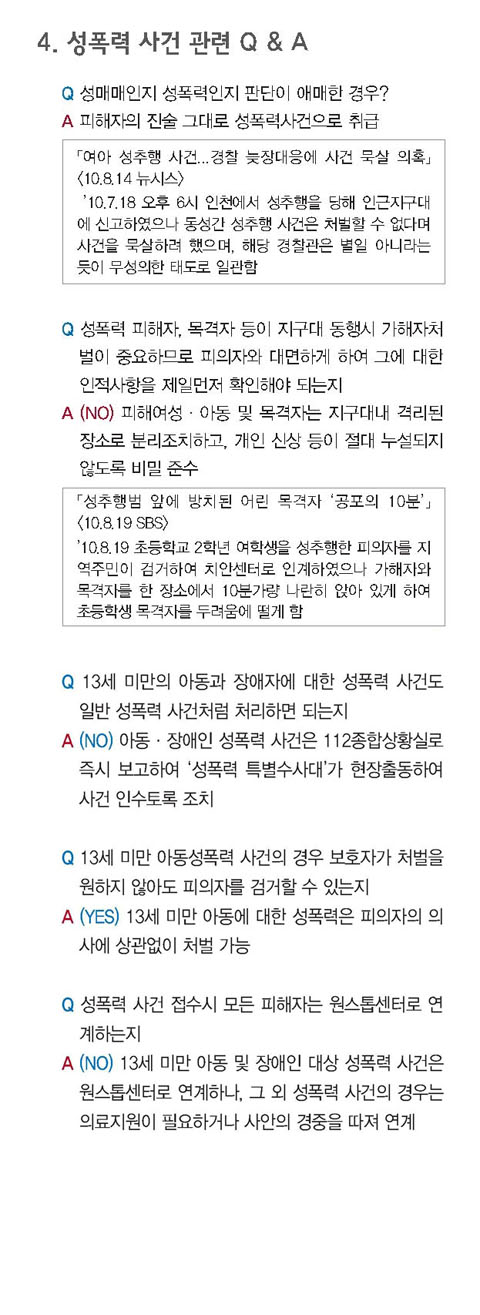 4. 성폭력 사건 관련 Q & A
Q 성매매인지 성폭력인지 판단이 애매한 경우?
A 피해자의 진술 그대로 성폭력사건으로 취급
「여아 성추행 사건...경찰 늦장대응에 사건 묵살 의혹」
〈10.8.14 뉴시스〉
'10.7.18 오후 6시 인천에서 성추행을 당해 인근지구대
에 신고하였으나 동성간 성추행 사건은 처벌할 수 없다며
사건을 묵살하려 했으며, 해당 경찰관은 별일 아니라는
듯이 무성의한 태도로 일관함
Q 성폭력 피해자, 목격자 등이 지구대 동행시 가해자처
벌이 중요하므로 피의자와 대면하게 하여 그에 대한
인적사항을 제일먼저 확인해야 되는지
A (NO) 피해여성 · 아동 및 목격자는 지구대내 격리된
장소로 분리조치하고, 개인 신상 등이 절대 누설되지
않도록 비밀 준수
「성추행범 앞에 방치된 어린 목격자 ‘공포의 10분’」
〈10.8.19 SBS〉
'10.8.19 초등학교 2학년 여학생을 성추행한 피의자를 지
역주민이 검거하여 치안센터로 인계하였으나 가해자와
목격자를 한 장소에서 10분가량 나란히 앉아 있게 하여
초등학생 목격자를 두려움에 떨게 함
Q 13세 미만의 아동과 장애자에 대한 성폭력 사건도
일반 성폭력 사건처럼 처리하면 되는지
A (NO) 아동 · 장애인 성폭력 사건은 112종합상황실로
즉시 보고하여 ‘성폭력 특별수사대’가 현장출동하여
사건 인수토록 조치
Q 13세 미만 아동성폭력 사건의 경우 보호자가 처벌을
원하지 않아도 피의자를 검거할 수 있는지
A (YES) 13세 미만 아동에 대한 성폭력은 피의자의 의
사에 상관없이 처벌 가능
Q 성폭력 사건 접수시 모든 피해자는 원스톱센터로 연
계하는지
A (NO) 13세 미만 아동 및 장애인 대상 성폭력 사건은
원스톱센터로 연계하나, 그 외 성폭력 사건의 경우는
의료지원이 필요하거나 사안의 경중을 따져 연계